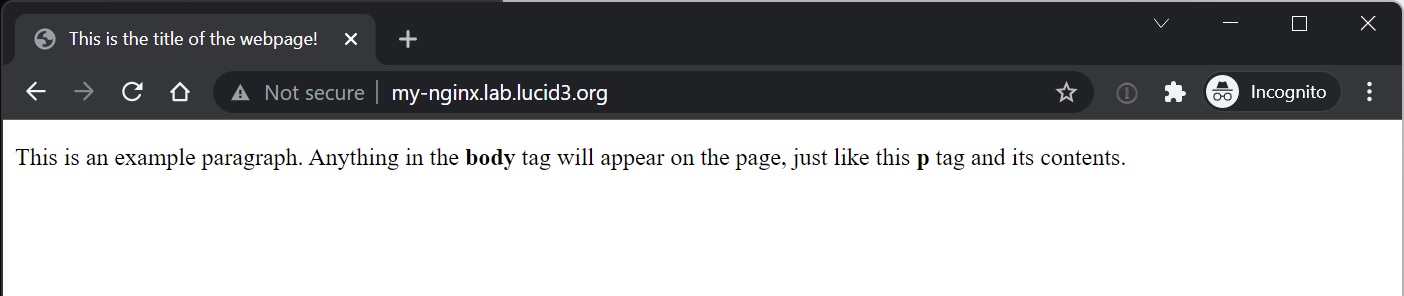 This is the title of the webpage!
Not secure
my-nginx.lab.lucid3.org
Incognito
This is an example paragraph. Anything in the body tag will appear on the page, just like this p tag and its contents.